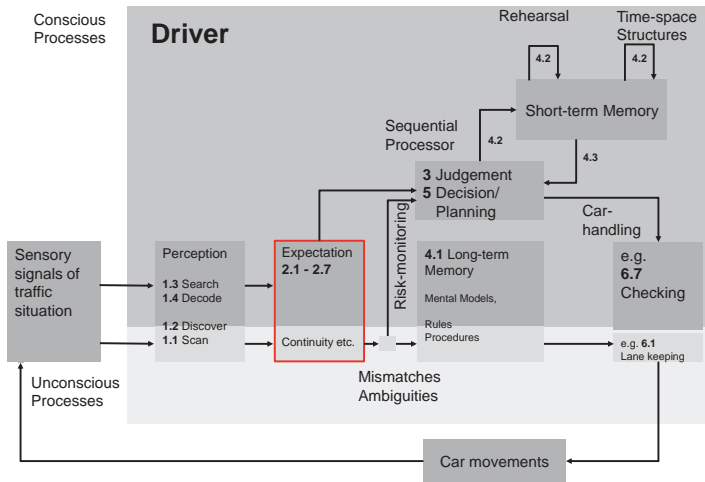 Conscious
Processes
Driver
Rehearsal
Time-space
Structures
4.2
4.2
Short-term Memory
Sequential
Processor
4.2
4.3
3 Judgement
5 Decision/
Planning
Car-
handling
Risk-monitoring
Sensory
signals of
traffic
situation
Perception
1.3 Search
1.4 Decode
1.2 Discover
1.1 Scan
Expectation
2.1 - 2.7
Continuity etc.
4.1 Long-term
Memory
Mental Models,
Rules
Procedures
e.g.
6.7
Checking
e.g. 6.1
Lane keeping
Unconscious
Processes
Mismatches
Ambiguities
Car movements